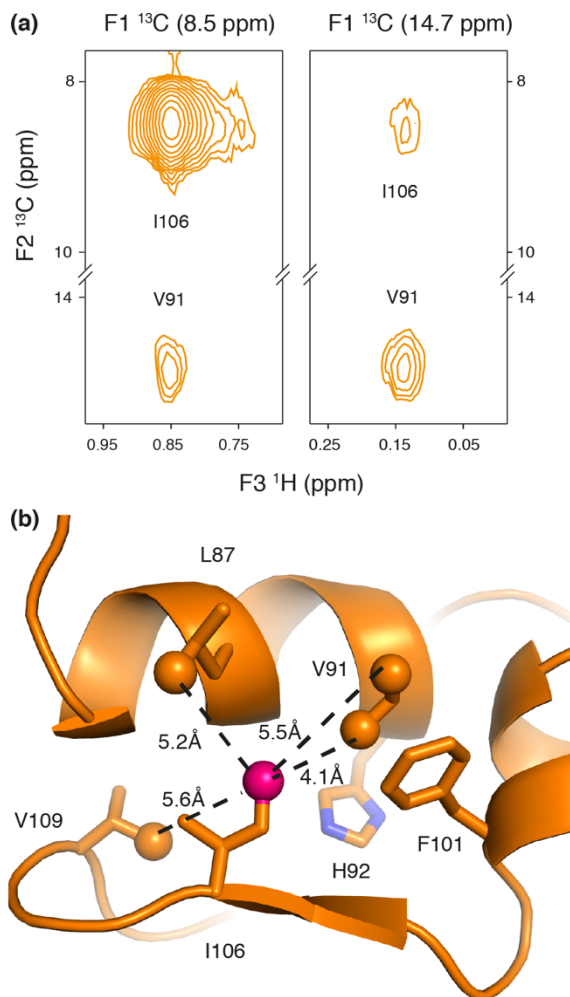 (a)
F1 ¹³C (8.5 ppm)
F1 ¹³C (14.7 ppm)
8
8
I106
I106
F2 ¹³C (ppm)
10
10
V91
V91
14
14
0.95
0.85
0.75
0.25
0.15
0.05
F3 ¹H (ppm)
(b)
L87
V91
5.2Å
5.5Å
4.1Å
5.6Å
V109
F101
H92
I106